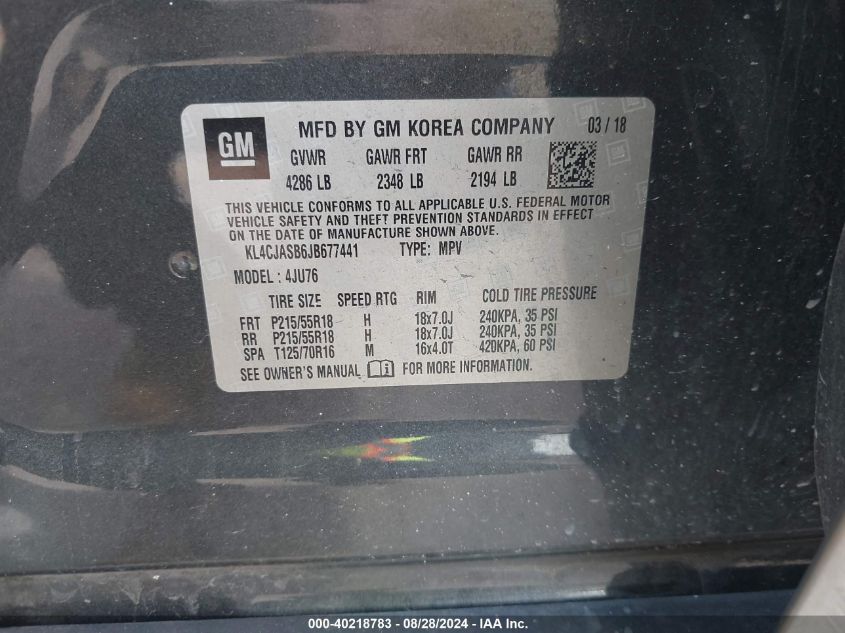 GM MFD BY GM KOREA COMPANY 03 / 18
GVWR GAWR FRT GAWR RR
4286 LB 2348 LB 2194 LB
THIS VEHICLE CONFORMS TO ALL APPLICABLE U.S. FEDERAL MOTOR
VEHICLE SAFETY AND THEFT PREVENTION STANDARDS IN EFFECT
ON THE DATE OF MANUFACTURE SHOWN ABOVE.
KL4CJASB6JB677441 TYPE: MPV
MODEL : 4JU76
TIRE SIZE SPEED RTG RIM COLD TIRE PRESSURE
FRT P215/55R18 H 18x7.0J 240KPA, 35 PSI
RR P215/55R18 H 18x7.0J 240KPA, 35 PSI
SPA T125/70R16 M 16x4.0T 420KPA, 60 PSI
SEE OWNER'S MANUAL FOR MORE INFORMATION.
000-40218783 - 08/28/2024 - IAA Inc.